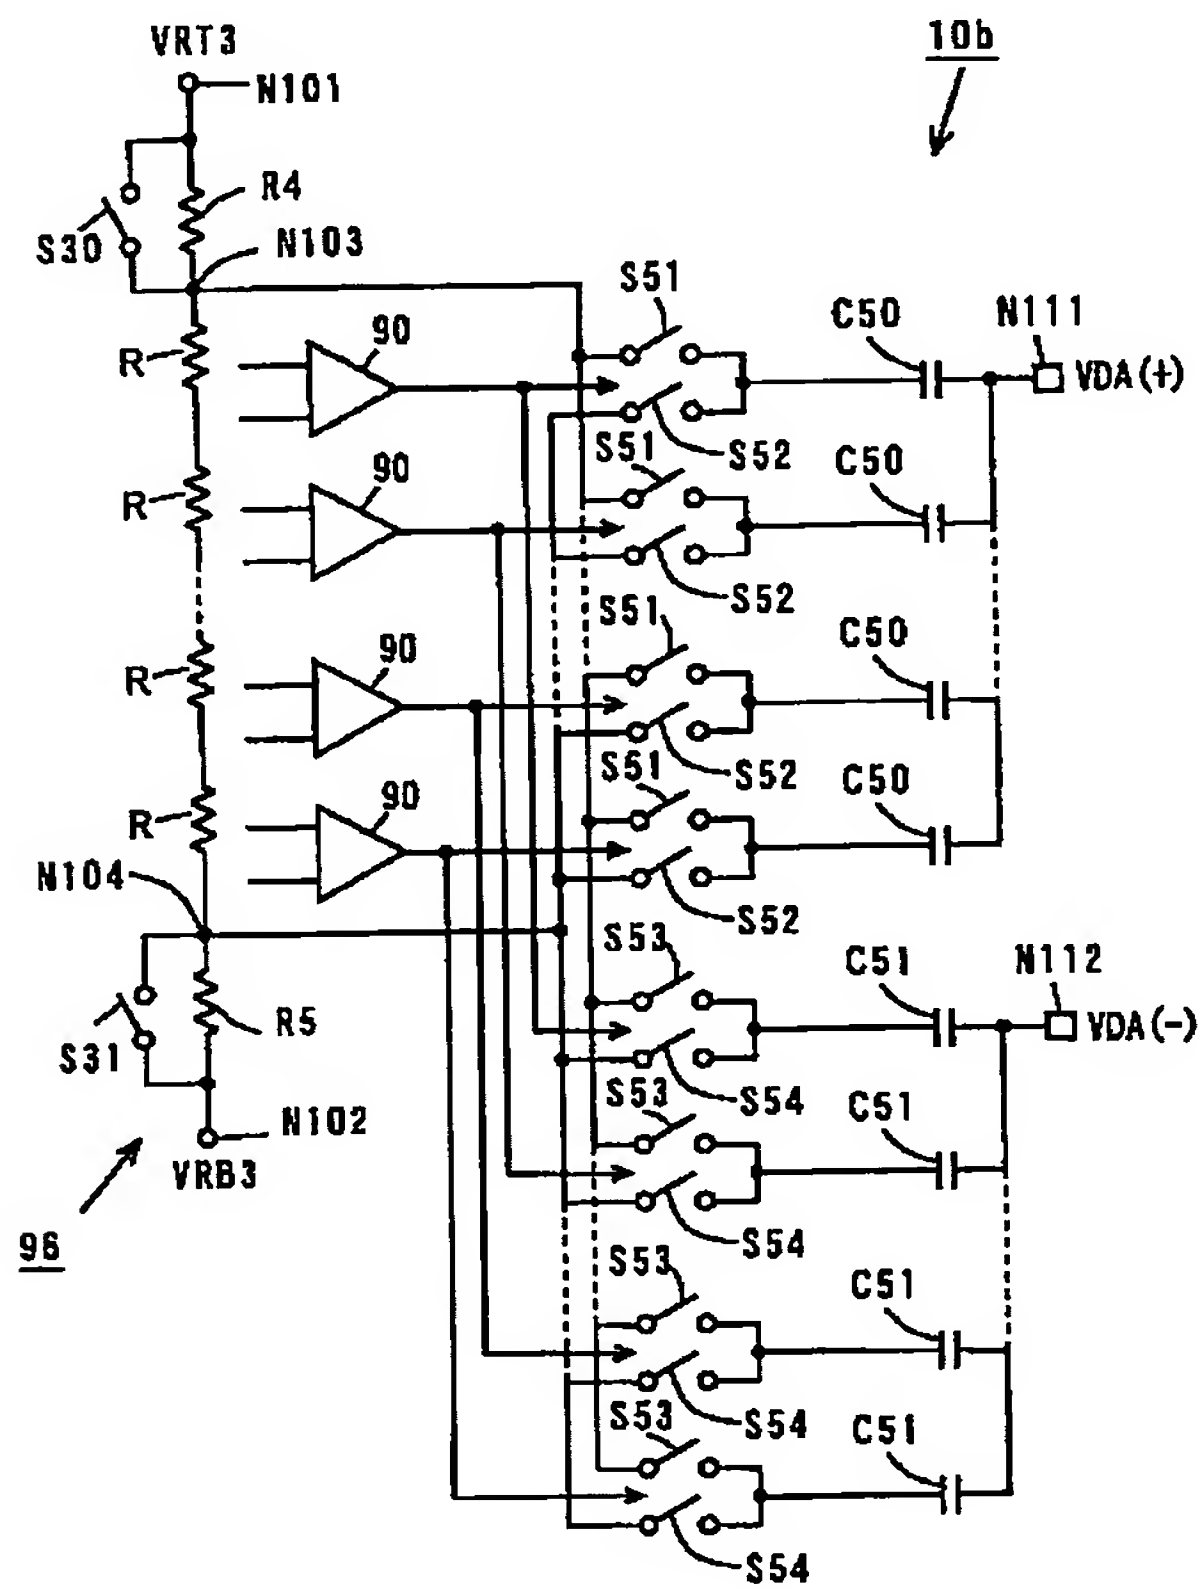 VRT3
10b
N101
R4
S30
N103
S51
90
C50
N111
R
VDA(+)
S51
S52
90
C50
R
S51
S52
90
C50
R
S51
S52
90
C50
R
N104
S52
S53
C51
N112
R5
VDA(-)
S31
S53
S54
C51
N102
VRB3
96
S53
S54
C51
S53
S54
C51
S54